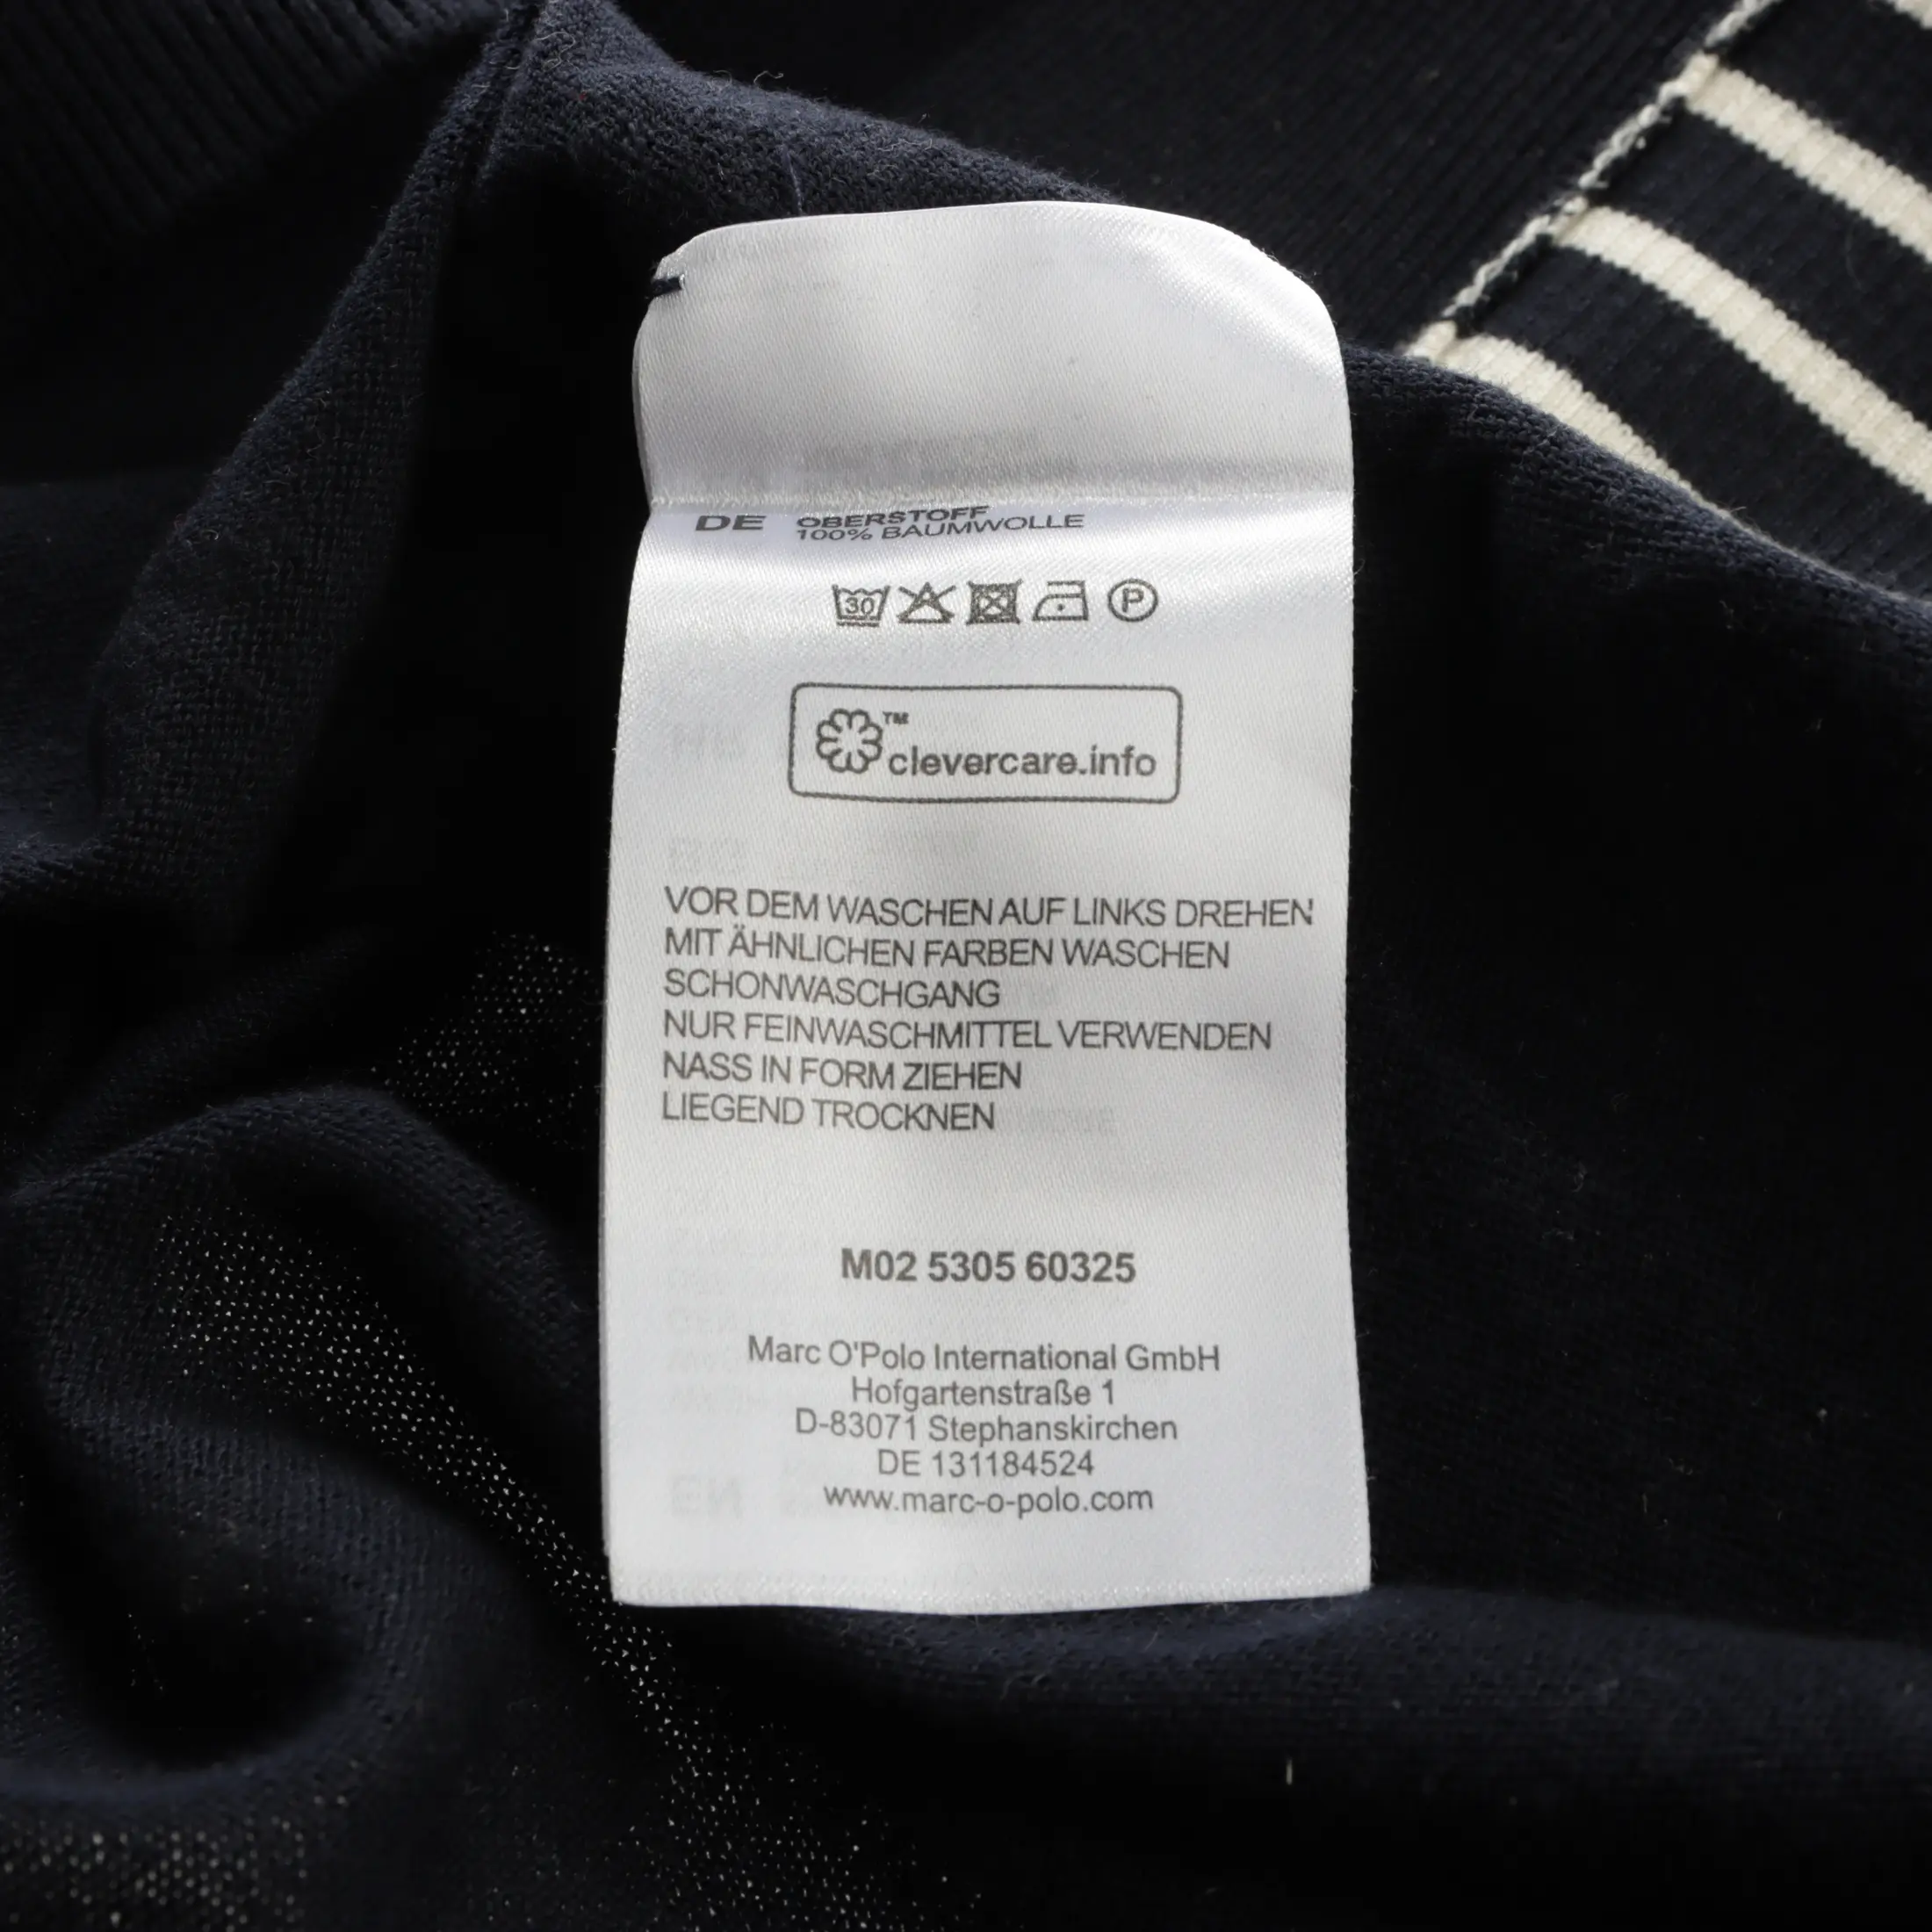 DE OBERSTOFF
100% BAUMWOLLE
30 P
™
clevercare.info
VOR DEM WASCHEN AUF LINKS DREHEN
MIT ÄHNLICHEN FARBEN WASCHEN
SCHONWASCHGANG
NUR FEINWASCHMITTEL VERWENDEN
NASS IN FORM ZIEHEN
LIEGEND TROCKNEN
M02 5305 60325
Marc O'Polo International GmbH
Hofgartenstraße 1
D-83071 Stephanskirchen
DE 131184524
www.marc-o-polo.com